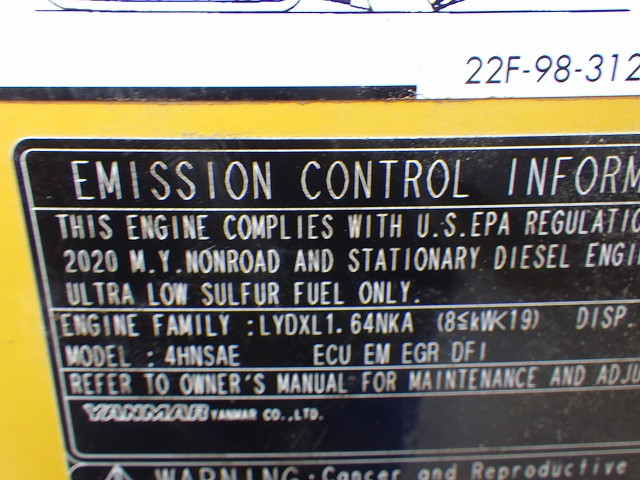 22F-98-312
EMISSION CONTROL INFORM
THIS ENGINE COMPLIES WITH U.S.EPA REGULATIO
2020 M.Y.NONROAD AND STATIONARY DIESEL ENGI
ULTRA LOW SULFUR FUEL ONLY.
ENGINE FAMILY :LYDXL1.64NKA (8≤kW<19) DISP.
MODEL : 4HNSAE ECU EM EGR DFI
REFER TO OWNER'S MANUAL FOR MAINTENANCE AND ADJU
YANMAR YANMAR CO.,LTD.
WARNING:Cancer and Reproductive